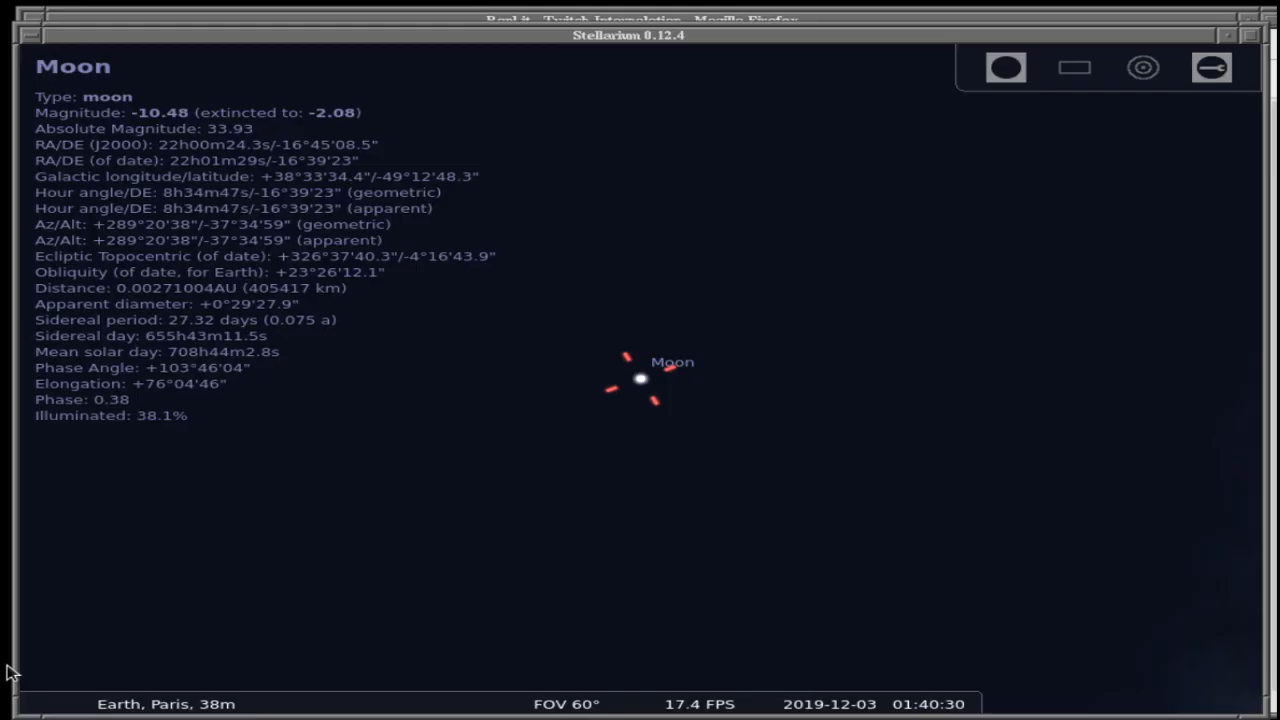 Repl.it - Twitch Interpolation - Mozilla Firefox
Stellarium 0.12.4
Moon
Type: moon
Magnitude: -10.48 (extincted to: -2.08)
Absolute Magnitude: 33.93
RA/DE (J2000): 22h00m24.3s/-16°45'08.5"
RA/DE (of date): 22h01m29s/-16°39'23"
Galactic longitude/latitude: +38°33'34.4"/-49°12'48.3"
Hour angle/DE: 8h34m47s/-16°39'23" (geometric)
Hour angle/DE: 8h34m47s/-16°39'23" (apparent)
Az/Alt: +289°20'38"/-37°34'59" (geometric)
Az/Alt: +289°20'38"/-37°34'59" (apparent)
Ecliptic Topocentric (of date): +326°37'40.3"/-4°16'43.9"
Obliquity (of date, for Earth): +23°26'12.1"
Distance: 0.00271004AU (405417 km)
Apparent diameter: +0°29'27.9"
Sidereal period: 27.32 days (0.075 a)
Sidereal day: 655h43m11.5s
Mean solar day: 708h44m2.8s
Phase Angle: +103°46'04"
Elongation: +76°04'46"
Phase: 0.38
Illuminated: 38.1%
Moon
Earth, Paris, 38m FOV 60° 17.4 FPS 2019-12-03 01:40:30